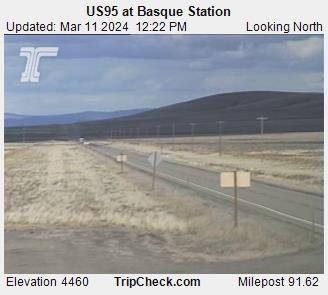 US95 at Basque Station
Updated: Mar 11 2024 12:22 PM Looking North
Elevation 4460 TripCheck.com Milepost 91.62